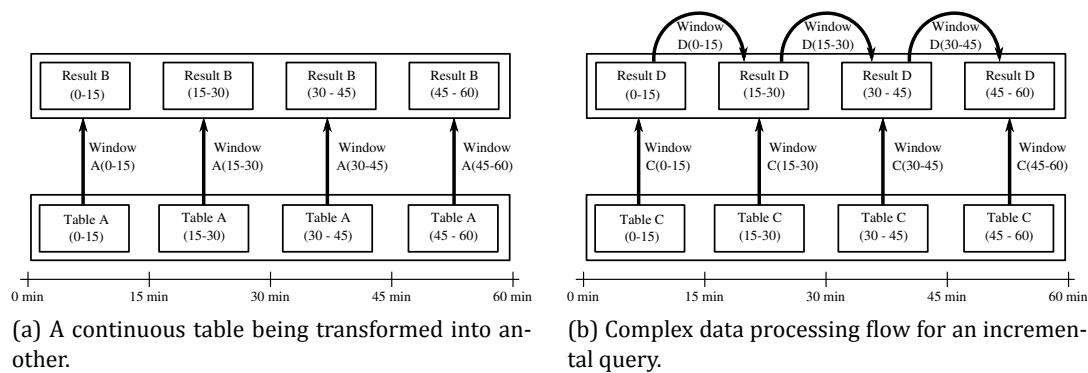 Result B
(0-15)
Result B
(15-30)
Result B
(30 - 45)
Result B
(45 - 60)
Window
A(0-15)
Window
A(15-30)
Window
A(30-45)
Window
A(45-60)
Table A
(0-15)
Table A
(15-30)
Table A
(30 - 45)
Table A
(45 - 60)
0 min
15 min
30 min
45 min
60 min
(a) A continuous table being transformed into an-
other.
Window
D(0-15)
Window
D(15-30)
Window
D(30-45)
Result D
(0-15)
Result D
(15-30)
Result D
(30 - 45)
Result D
(45 - 60)
Window
C(0-15)
Window
C(15-30)
Window
C(30-45)
Window
C(45-60)
Table C
(0-15)
Table C
(15-30)
Table C
(30 - 45)
Table C
(45 - 60)
0 min
15 min
30 min
45 min
60 min
(b) Complex data processing flow for an incremen-
tal query.